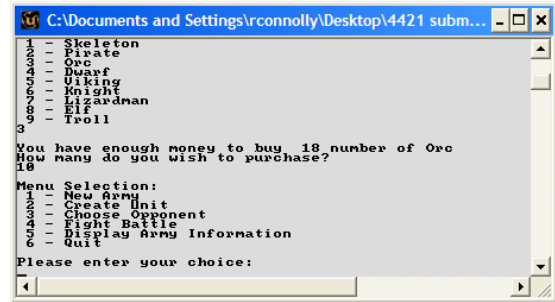 C:\Documents and Settings\rconnolly\Desktop\4421 subm...
1 - Skeleton
2 - Pirate
3 - Orc
4 - Dwarf
5 - Viking
6 - Knight
7 - Lizardman
8 - Elf
9 - Troll
3
You have enough money to buy  18 number of Orc
How many do you wish to purchase?
10
Menu Selection:
1 - New Army
2 - Create Unit
3 - Choose Opponent
4 - Fight Battle
5 - Display Army Information
6 - Quit
Please enter your choice: